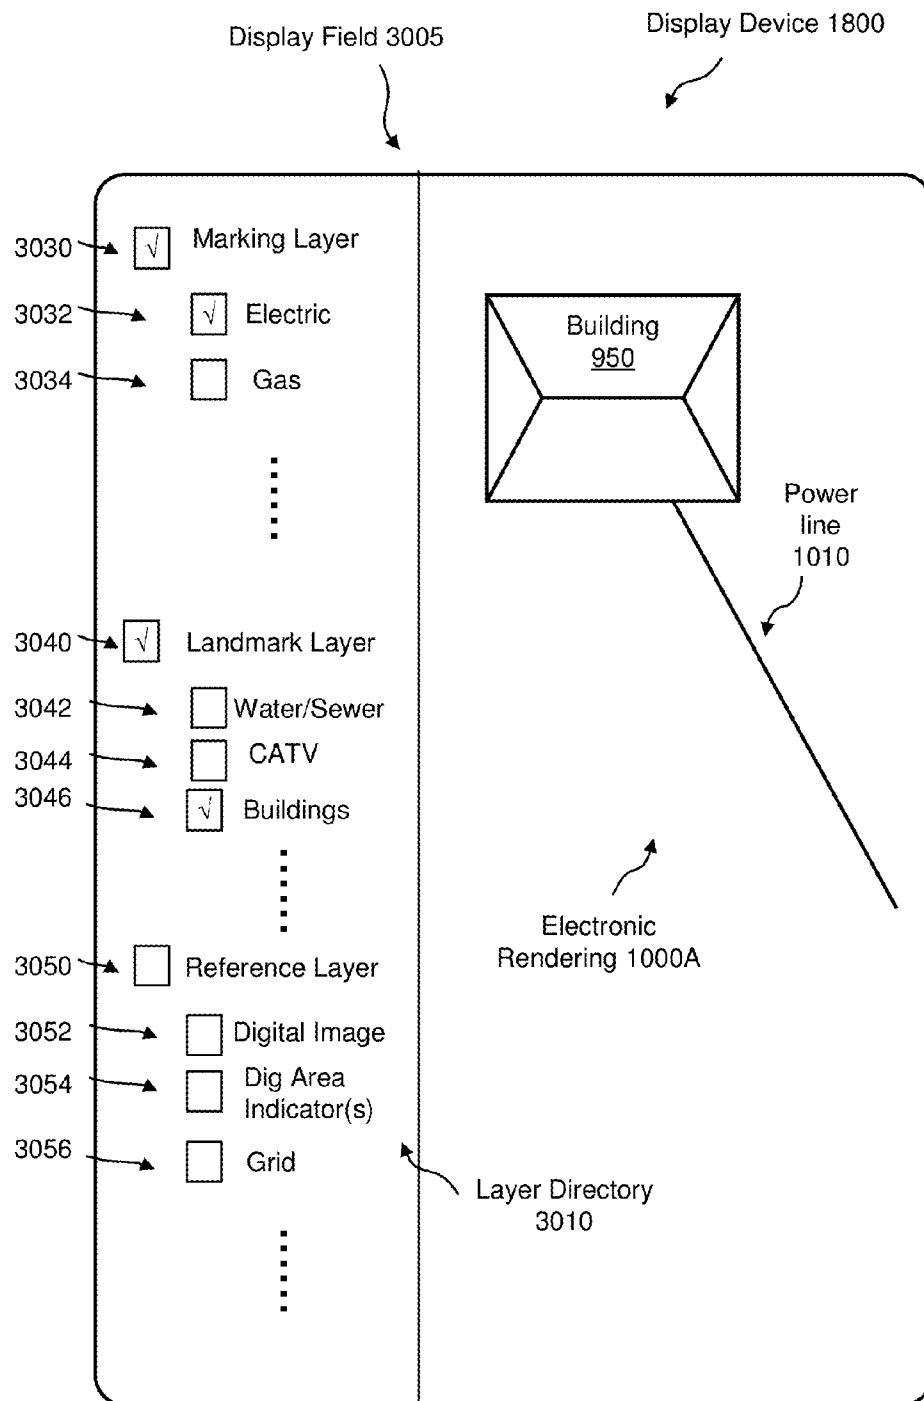 Display Field 3005
Display Device 1800
3030 √ Marking Layer
3032 √ Electric
3034 Gas
3040 √ Landmark Layer
3042 Water/Sewer
3044 CATV
3046 √ Buildings
3050 Reference Layer
3052 Digital Image
3054 Dig Area
Indicator(s)
3056 Grid
Building
950
Power
line
1010
Electronic
Rendering 1000A
Layer Directory
3010